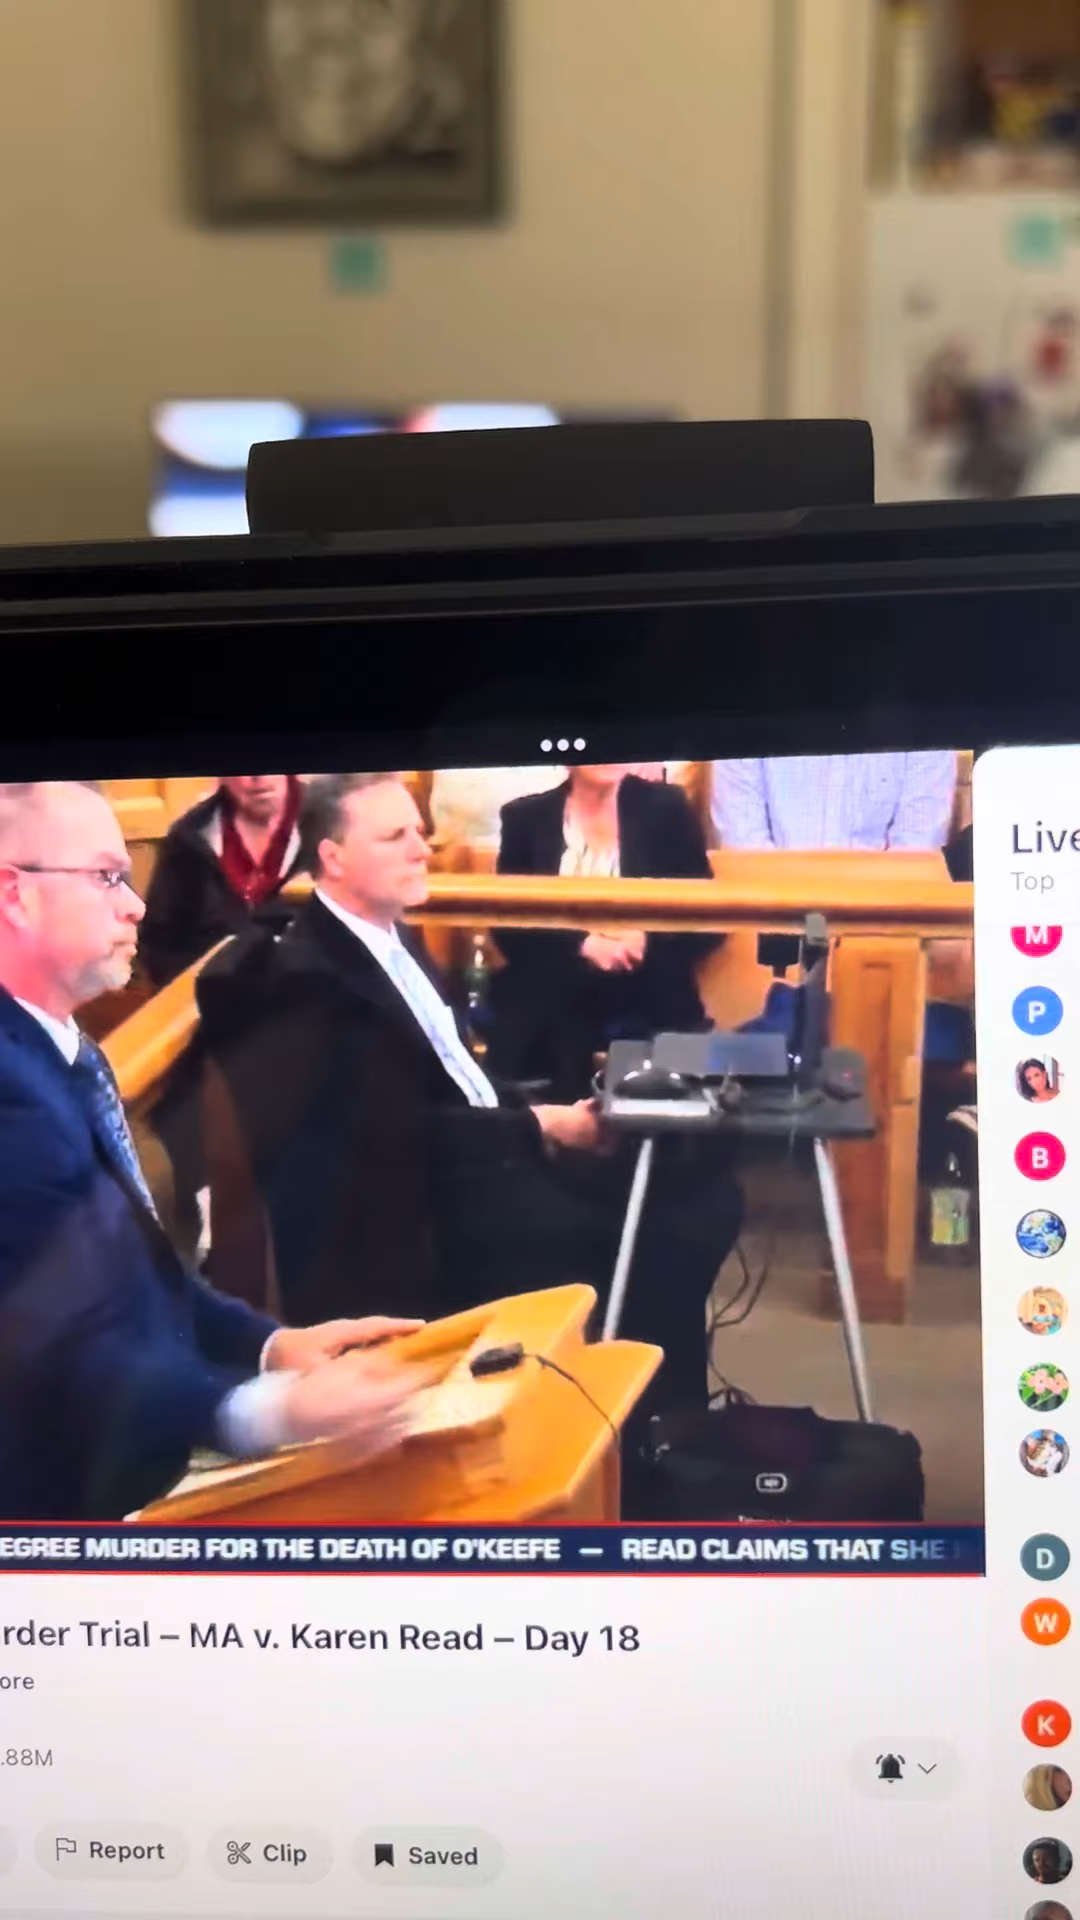 Live
Top
M
P
B
EGREE MURDER FOR THE DEATH OF O'KEEFE — READ CLAIMS THAT SHE
D
rder Trial – MA v. Karen Read – Day 18
W
ore
K
.88M
Report
Clip
Saved